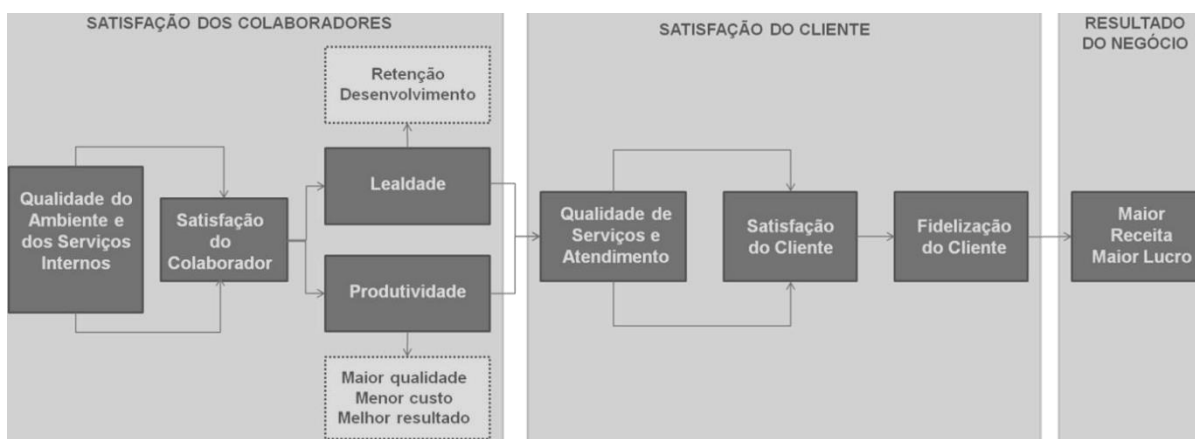 SATISFAÇÃO DOS COLABORADORES
Retenção
Desenvolvimento
Qualidade do
Ambiente e
dos Serviços
Internos
Satisfação
do
Colaborador
Lealdade
Produtividade
Maior qualidade
Menor custo
Melhor resultado
SATISFAÇÃO DO CLIENTE
Qualidade de
Serviços e
Atendimento
Satisfação
do Cliente
Fidelização
do Cliente
RESULTADO
DO NEGÓCIO
Maior
Receita
Maior Lucro